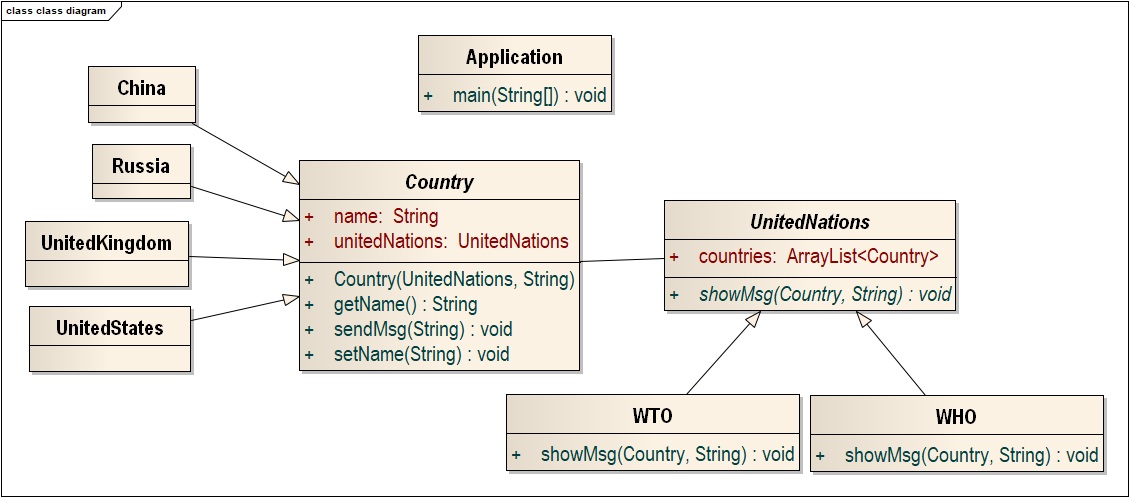 class class diagram
Application
+ main(String[]) : void
China
Russia
UnitedKingdom
UnitedStates
Country
+ name: String
+ unitedNations: UnitedNations
+ Country(UnitedNations, String)
+ getName() : String
+ sendMsg(String) : void
+ setName(String) : void
UnitedNations
+ countries: ArrayList<Country>
+ showMsg(Country, String) : void
WTO
+ showMsg(Country, String) : void
WHO
+ showMsg(Country, String) : void